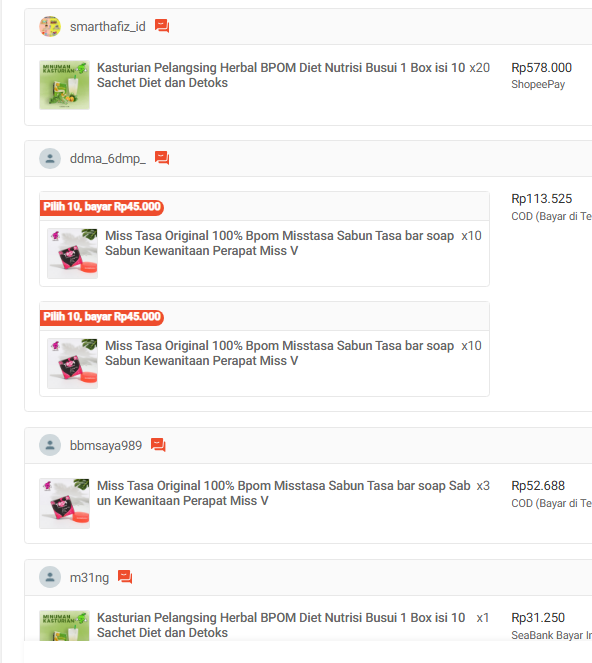 smarthafiz_id
MINUMAN
KASTURIAN
Kasturian Pelangsing Herbal BPOM Diet Nutrisi Busui 1 Box isi 10 x20 Rp578.000
Sachet Diet dan Detoks ShopeePay
ddma_6dmp_
Pilih 10, bayar Rp45.000 Rp113.525
COD (Bayar di Te
Miss Tasa Original 100% Bpom Misstasa Sabun Tasa bar soap x10
Sabun Kewanitaan Perapat Miss V
Pilih 10, bayar Rp45.000
Miss Tasa Original 100% Bpom Misstasa Sabun Tasa bar soap x10
Sabun Kewanitaan Perapat Miss V
bbmsaya989
Miss Tasa Original 100% Bpom Misstasa Sabun Tasa bar soap Sab x3 Rp52.688
un Kewanitaan Perapat Miss V COD (Bayar di Te
m31ng
MINUMAN
KASTURIAN
Kasturian Pelangsing Herbal BPOM Diet Nutrisi Busui 1 Box isi 10 x1 Rp31.250
Sachet Diet dan Detoks SeaBank Bayar In